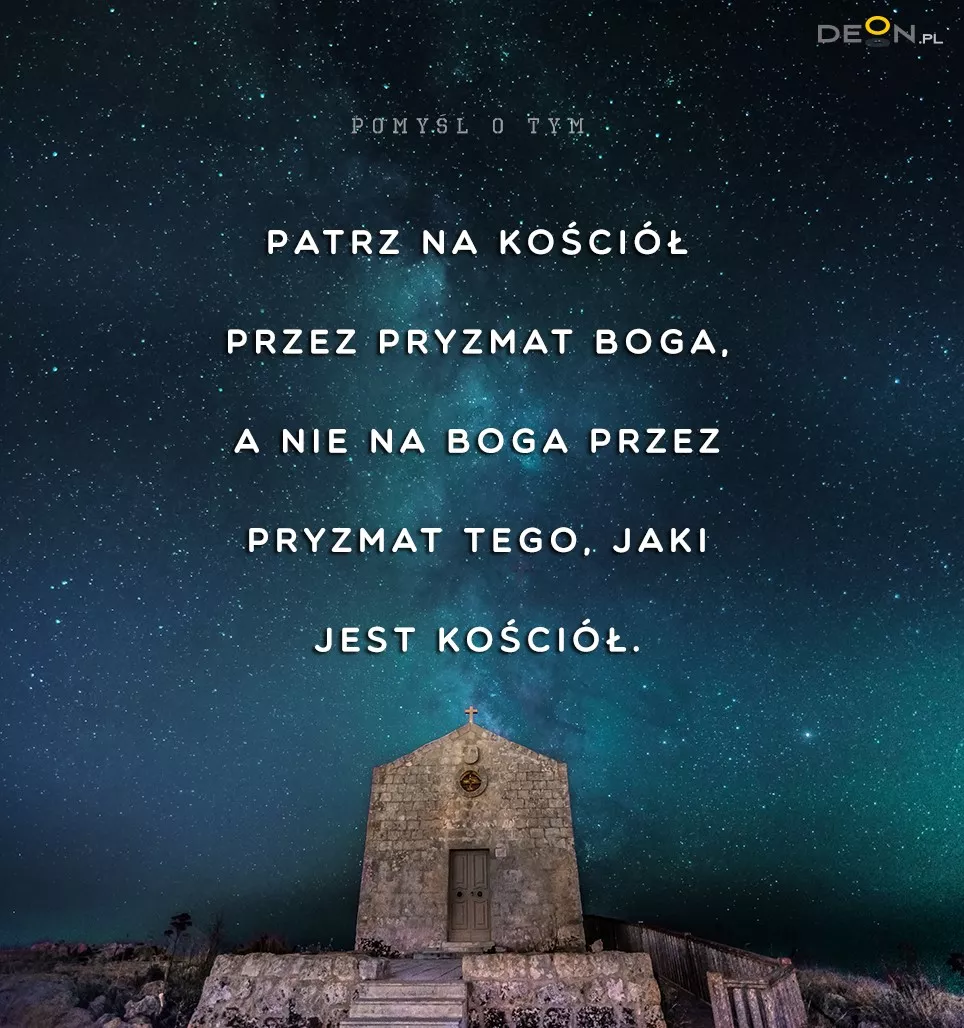 DEON.PL
POMYŚL O TYM
PATRZ NA KOŚCIÓŁ
PRZEZ PRYZMAT BOGA,
A NIE NA BOGA PRZEZ
PRYZMAT TEGO, JAKI
JEST KOŚCIÓŁ.